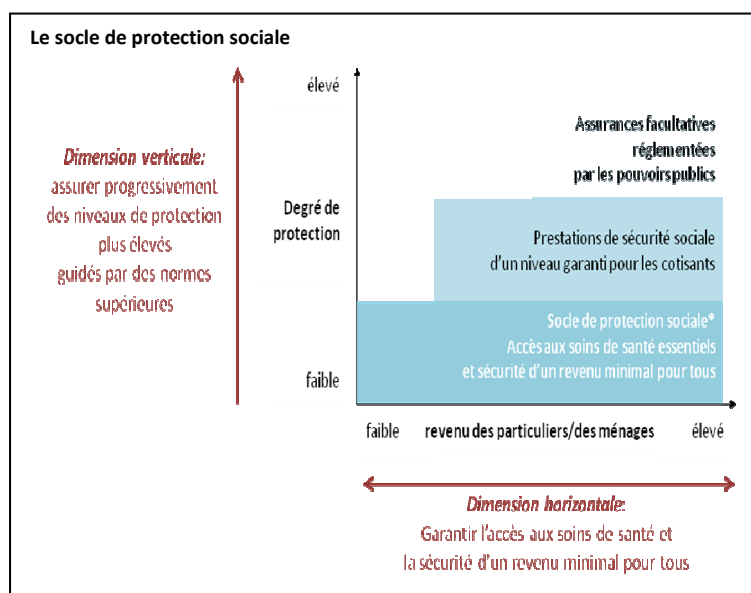 Le socle de protection sociale
Dimension verticale:
assurer progressivement
des niveaux de protection
plus élevés
guidés par des normes
supérieures
élevé
Degré de
protection
faible
Assurances facultatives
réglementées
par les pouvoirs publics
Prestations de sécurité sociale
d'un niveau garanti pour les cotisants
Socle de protection sociale*
Accès aux soins de santé essentiels
et sécurité d'un revenu minimal pour tous
faible revenu des particuliers/des ménages élevé
Dimension horizontale:
Garantir l'accès aux soins de santé et
la sécurité d'un revenu minimal pour tous